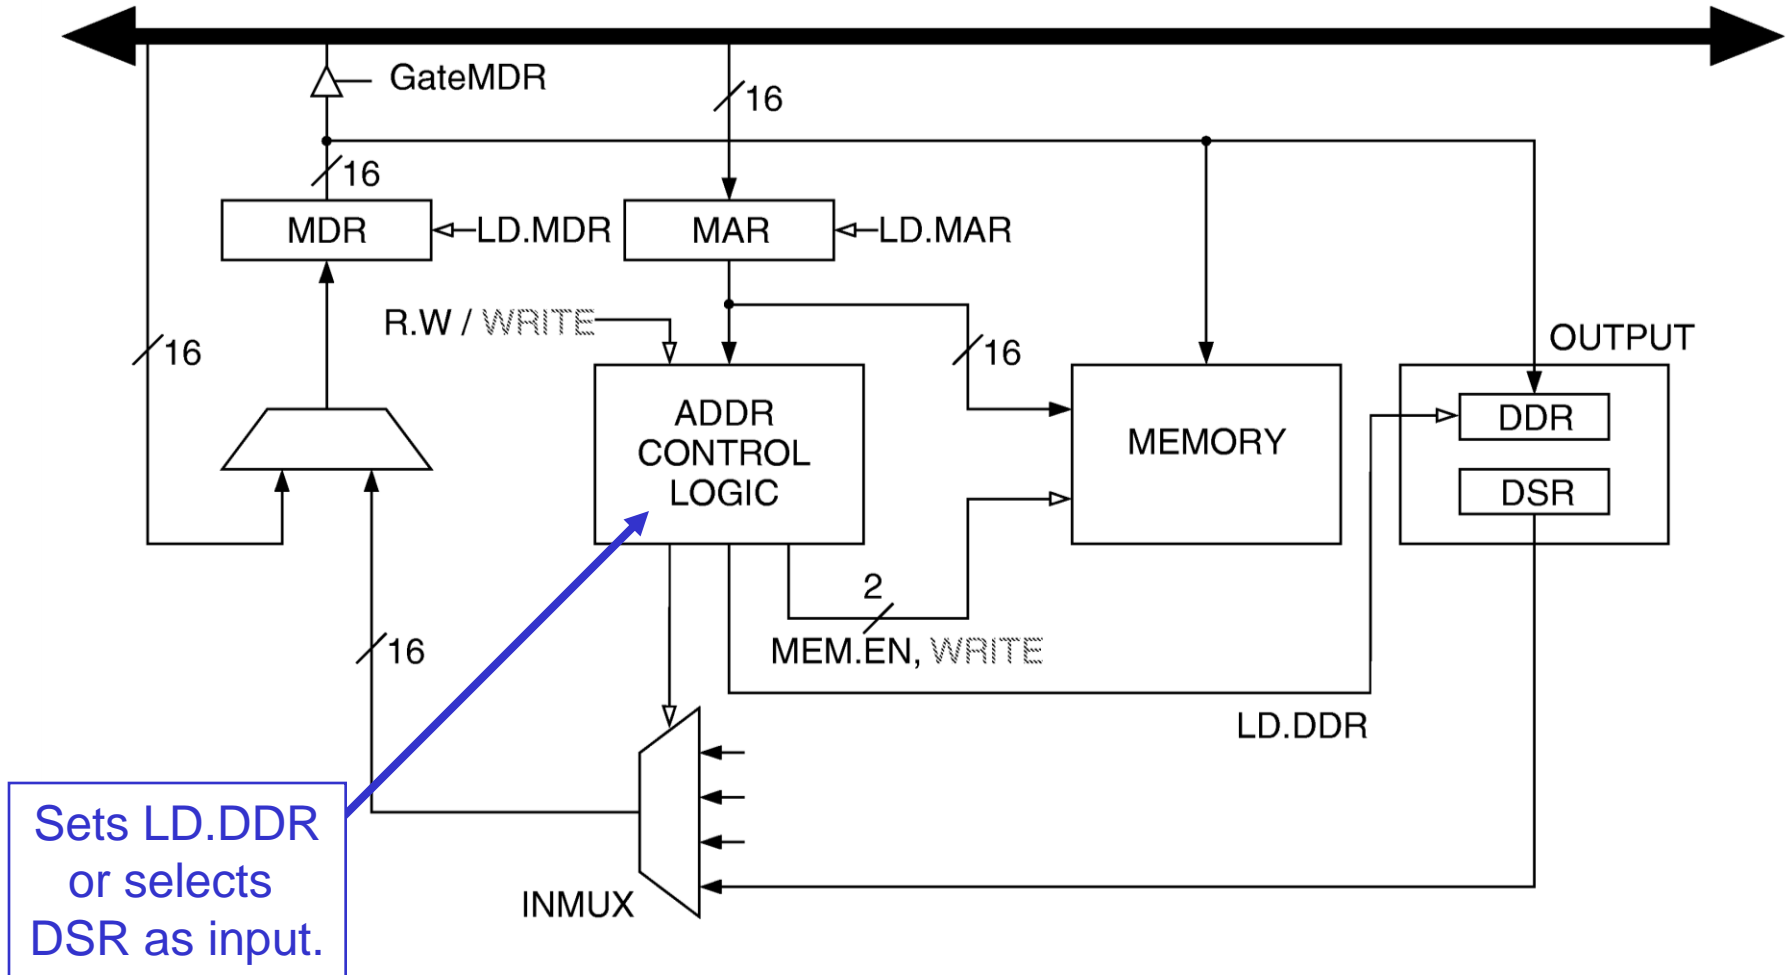 GateMDR
16
16
MDR
LD.MDR
MAR
LD.MAR
R.W / WRITE
16
16
OUTPUT
ADDR
CONTROL
LOGIC
MEMORY
DDR
DSR
2
MEM.EN, WRITE
16
LD.DDR
INMUX
Sets LD.DDR
or selects
DSR as input.